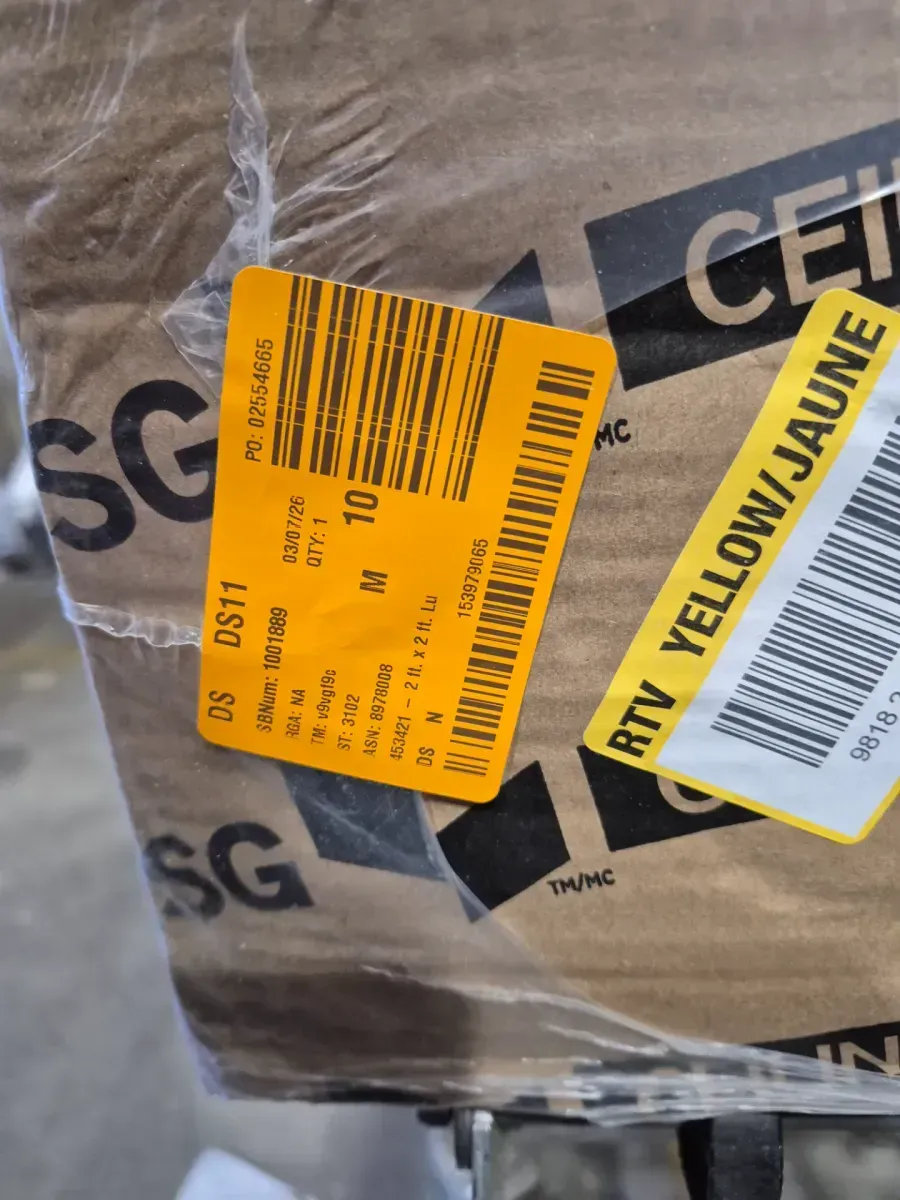 CEI
SG
MC
PO: 02554665
DS DS11
SBNum: 1001889
03/07/26
RGA: NA
QTY: 1
TM: v9vgl9c
M 10
ST: 3102
ASN: 8978008
453421 – 2 ft. x 2 ft. Lu
DS N
153979065
RTV YELLOW/JAUNE
9818
SG
TM/MC